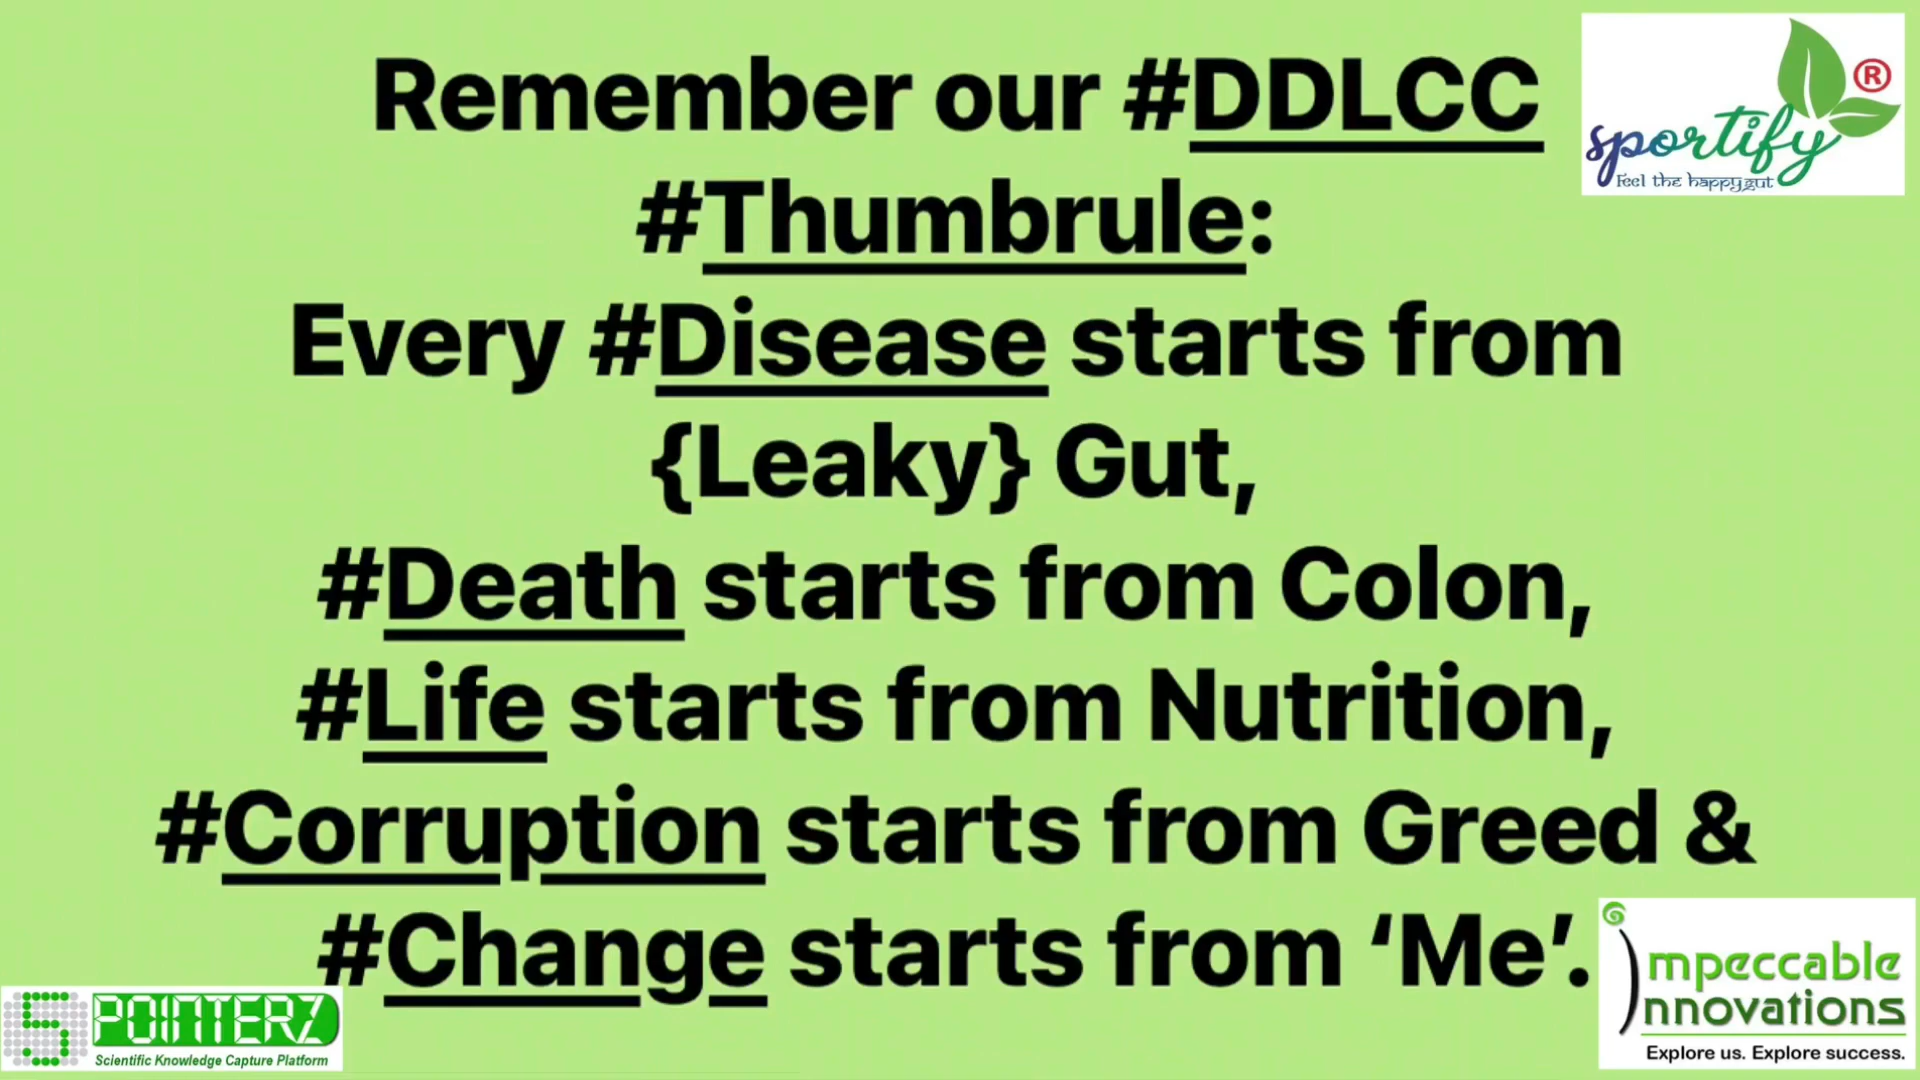 Remember our #DDLCC
#Thumbrule:
Every #Disease starts from
{Leaky} Gut,
#Death starts from Colon,
#Life starts from Nutrition,
#Corruption starts from Greed &
#Change starts from ‘Me’.
sportify ®
Feel the happy gut
5 POINTERZ
Scientific Knowledge Capture Platform
Impeccable
Innovations
Explore us. Explore success.